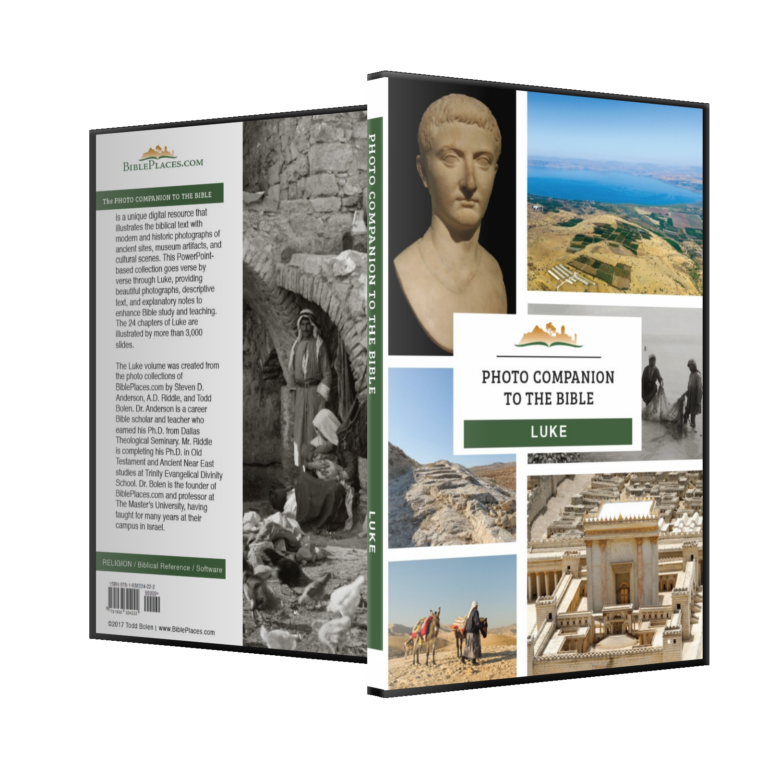 BIBLEPLACES.COM
The PHOTO COMPANION TO THE BIBLE
is a unique digital resource that
illustrates the biblical text with
modern and historic photographs of
ancient sites, museum artifacts, and
cultural scenes. This PowerPoint-
based collection goes verse by
verse through Luke, providing
beautiful photographs, descriptive
text, and explanatory notes to
enhance Bible study and teaching.
The 24 chapters of Luke are
illustrated by more than 3,000
slides.
The Luke volume was created from
the photo collections of
BiblePlaces.com by Steven D.
Anderson, A.D. Riddle, and Todd
Bolen. Dr. Anderson is a career
Bible scholar and teacher who
earned his Ph.D. from Dallas
Theological Seminary. Mr. Riddle
is completing his Ph.D. in Old
Testament and Ancient Near East
studies at Trinity Evangelical Divinity
School. Dr. Bolen is the founder of
BiblePlaces.com and professor at
The Master's University, having
taught for many years at their
campus in Israel.
RELIGION / Biblical Reference / Software
©2017 Todd Bolen | www.BiblePlaces.com
PHOTO COMPANION TO THE BIBLE
LUKE
PHOTO COMPANION
TO THE BIBLE
LUKE